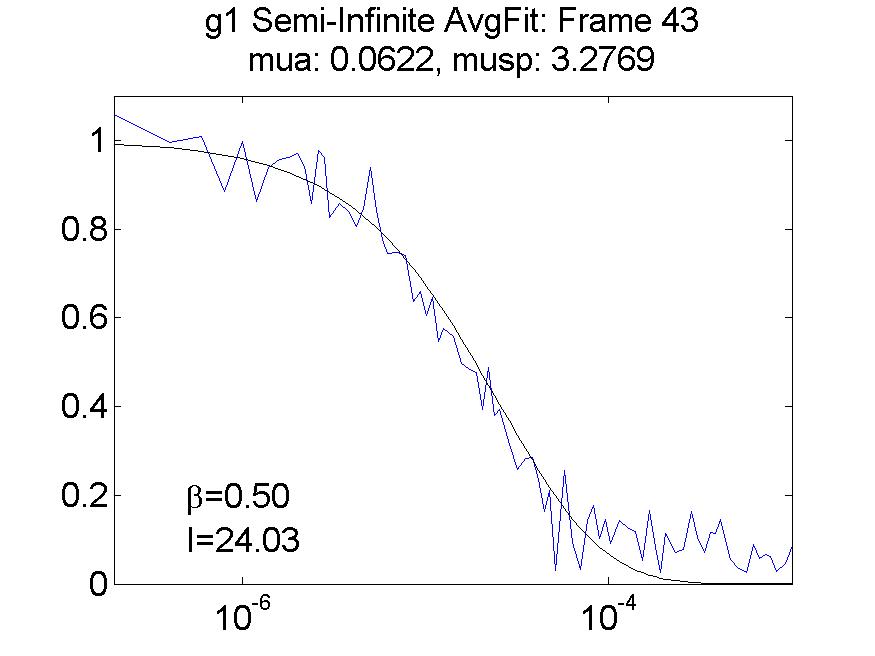 g1 Semi-Infinite AvgFit: Frame 43
mua: 0.0622, musp: 3.2769
1
0.8
0.6
0.4
0.2
0
β=0.50
I=24.03
10^-6 10^-4